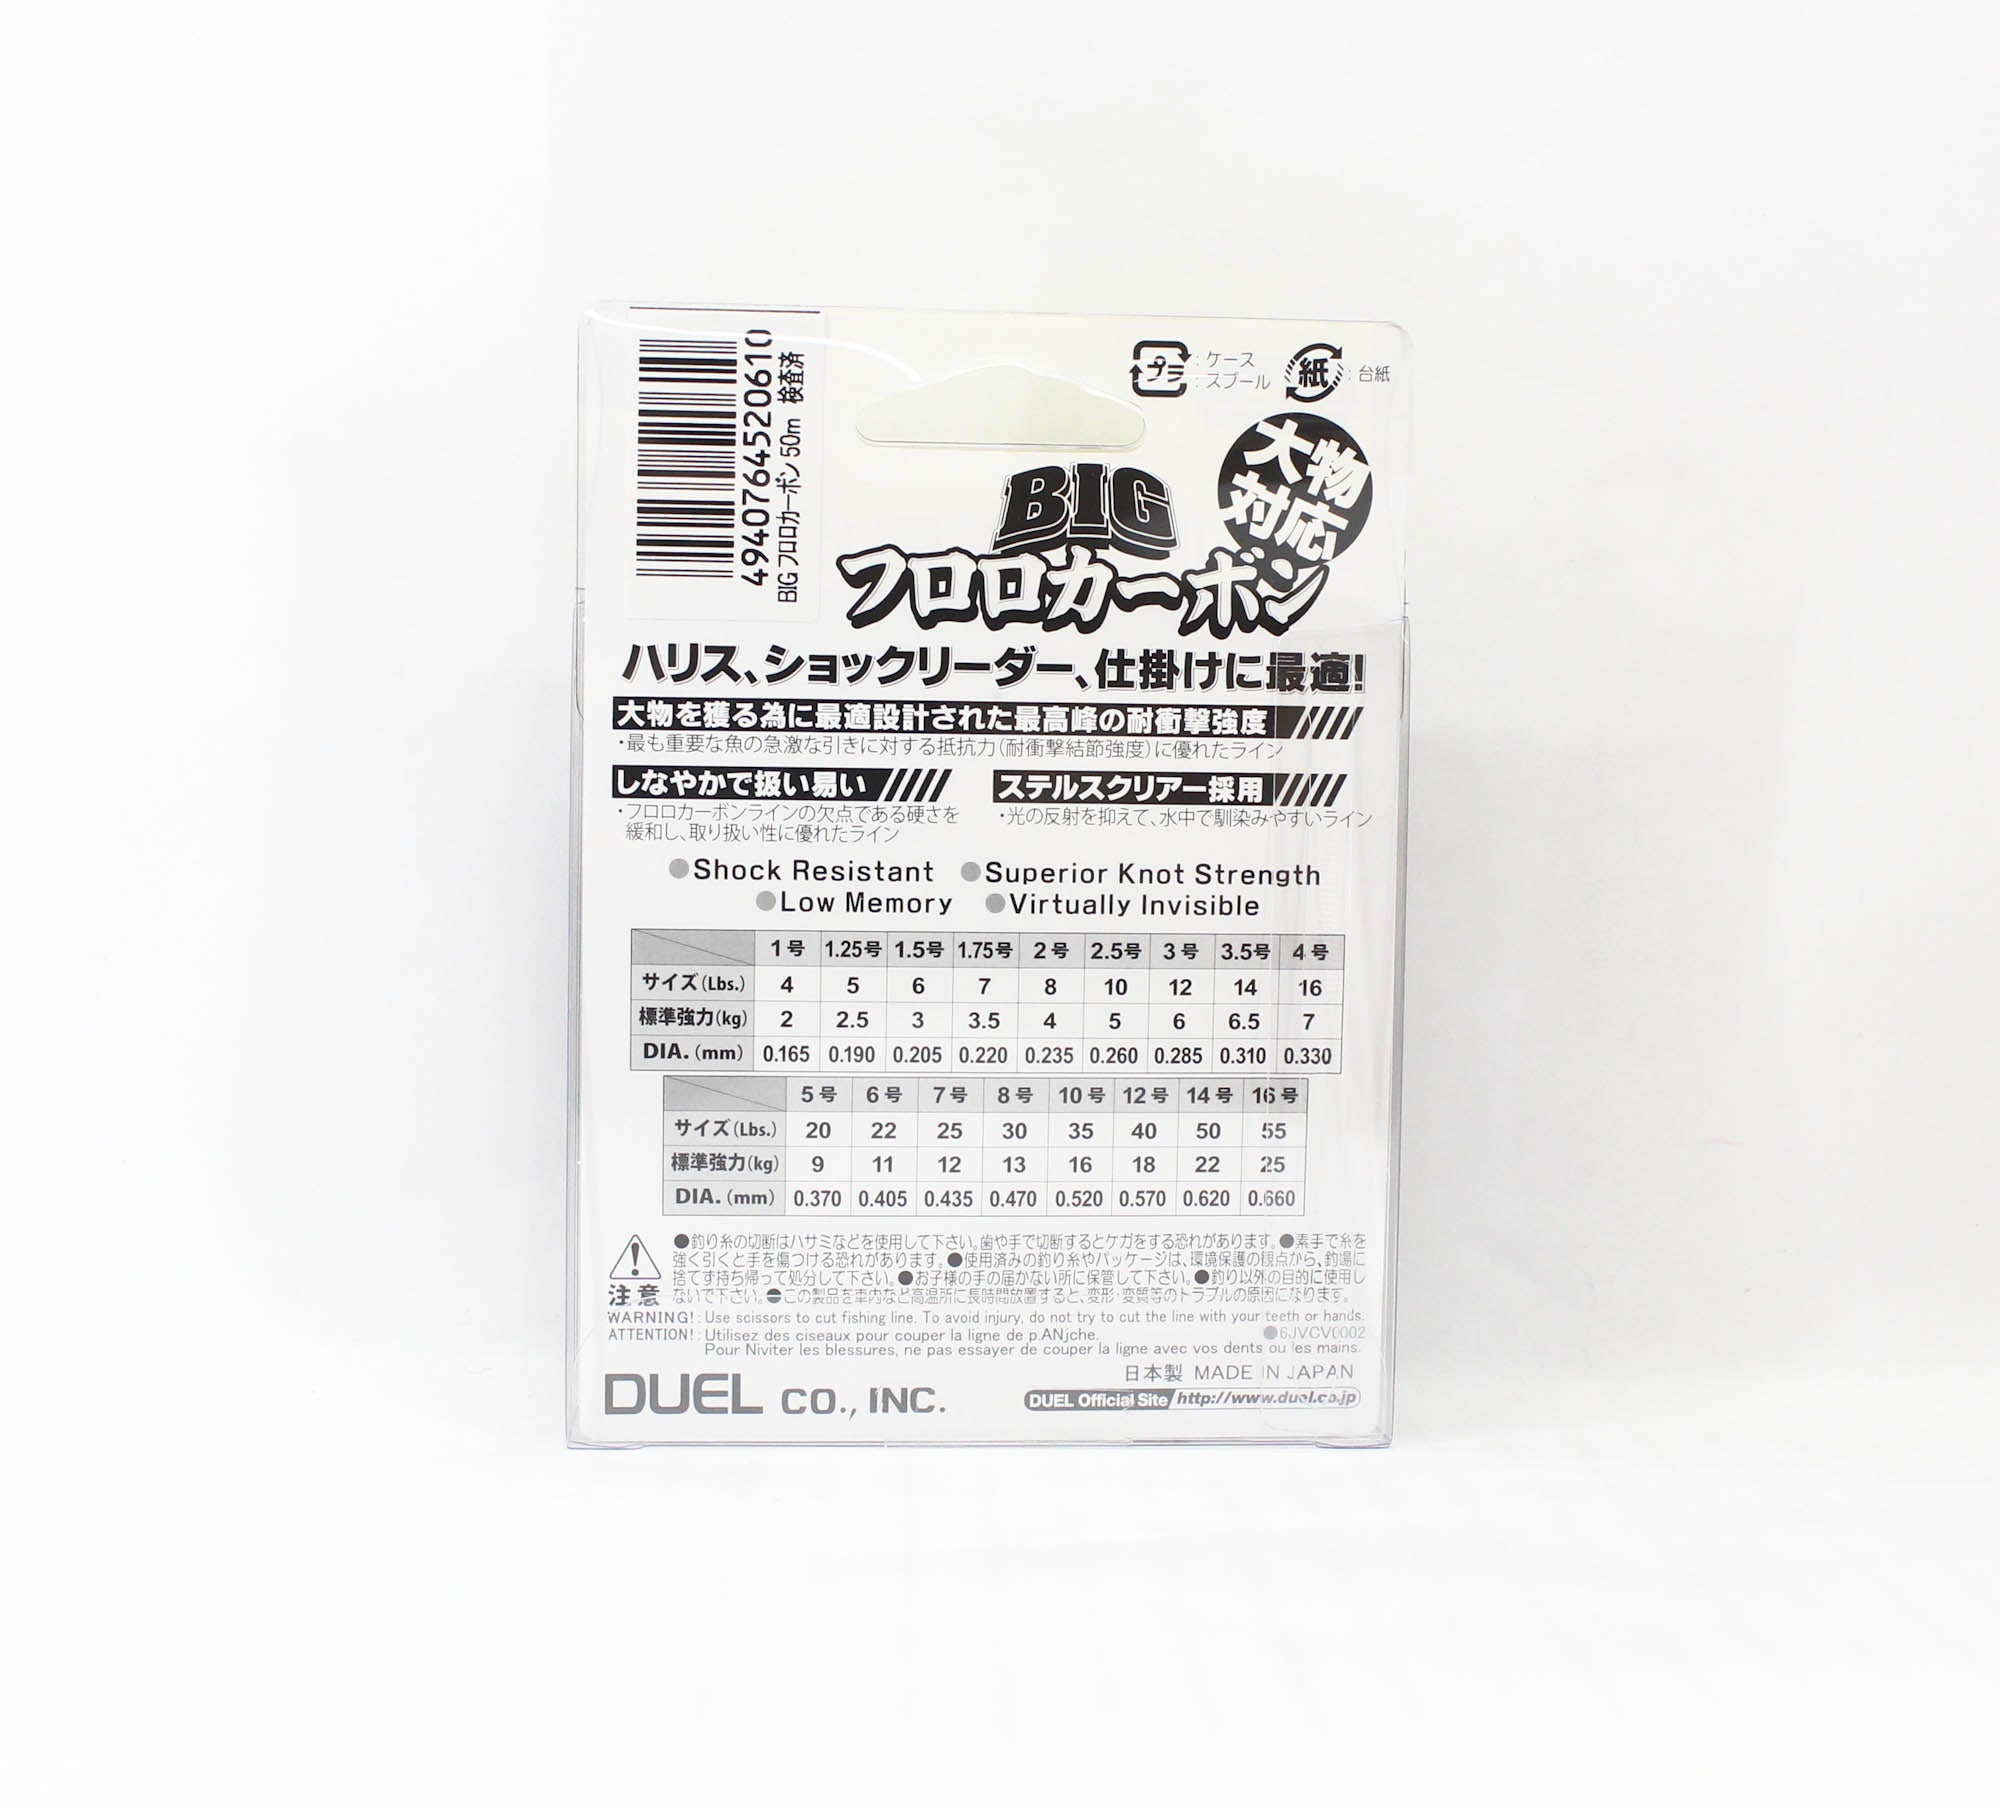 4940764520610
BIG フロロカーボン 50m 検査済
プラ : ケース
: スプール
紙 : 台紙
大物
対応
BIG
フロロカーボン
ハリス、ショックリーダー、仕掛けに最適!
大物を獲る為に最適設計された最高峰の耐衝撃強度
・最も重要な魚の急激な引きに対する抵抗力(耐衝撃結節強度)に優れたライン
しなやかで扱い易い
・フロロカーボンラインの欠点である硬さを
緩和し、取り扱い性に優れたライン
ステルスクリアー採用
・光の反射を抑えて、水中で馴染みやすいライン
●Shock Resistant ●Superior Knot Strength
●Low Memory ●Virtually Invisible
1号 1.25号 1.5号 1.75号 2号 2.5号 3号 3.5号 4号
サイズ(Lbs.) 4 5 6 7 8 10 12 14 16
標準強力(kg) 2 2.5 3 3.5 4 5 6 6.5 7
DIA.(mm) 0.165 0.190 0.205 0.220 0.235 0.260 0.285 0.310 0.330
5号 6号 7号 8号 10号 12号 14号 16号
サイズ(Lbs.) 20 22 25 30 35 40 50 55
標準強力(kg) 9 11 12 13 16 18 22 25
DIA.(mm) 0.370 0.405 0.435 0.470 0.520 0.570 0.620 0.660
注意
●釣り糸の切断はハサミなどを使用して下さい。歯や手で切断するとケガをする恐れがあります。●素手で糸を
強く引くと手を傷つける恐れがあります。●使用済みの釣り糸やパッケージは、環境保護の観点から、釣場に
捨てず持ち帰って処分して下さい。●お子様の手の届かない所に保管して下さい。●釣り以外の目的に使用し
ないで下さい。●この製品を車内など高温所に長時間放置すると、変形・変質等のトラブルの原因になります。
WARNING! : Use scissors to cut fishing line. To avoid injury, do not try to cut the line with your teeth or hands.
ATTENTION! : Utilisez des ciseaux pour couper la ligne de p.ANjche.
●6JVCV0002
Pour Niviter les blessures, ne pas essayer de couper la ligne avec vos dents ou les mains.
日本製 MADE IN JAPAN
DUEL CO., INC.
DUEL Official Site http://www.duel.co.jp